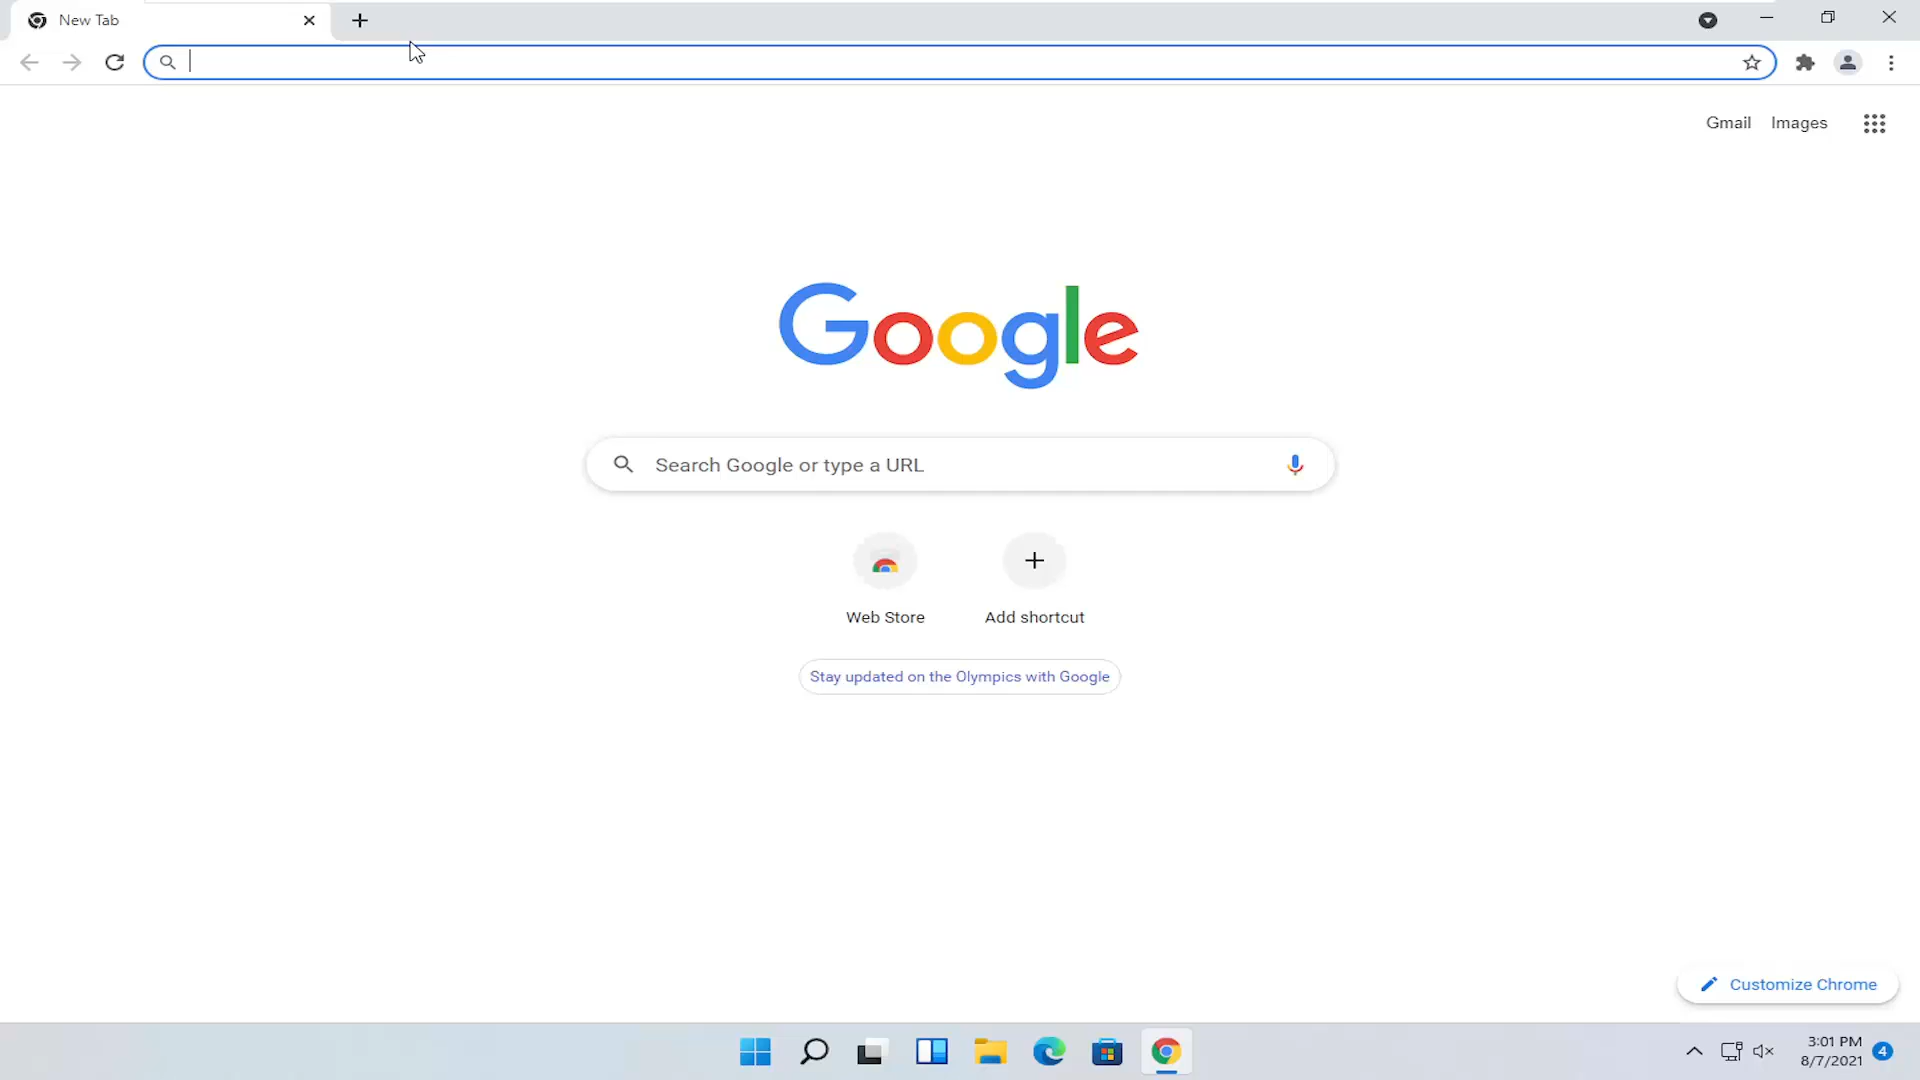 New Tab
Gmail Images
Google
Search Google or type a URL
Web Store Add shortcut
Stay updated on the Olympics with Google
Customize Chrome
3:01 PM
8/7/2021
4